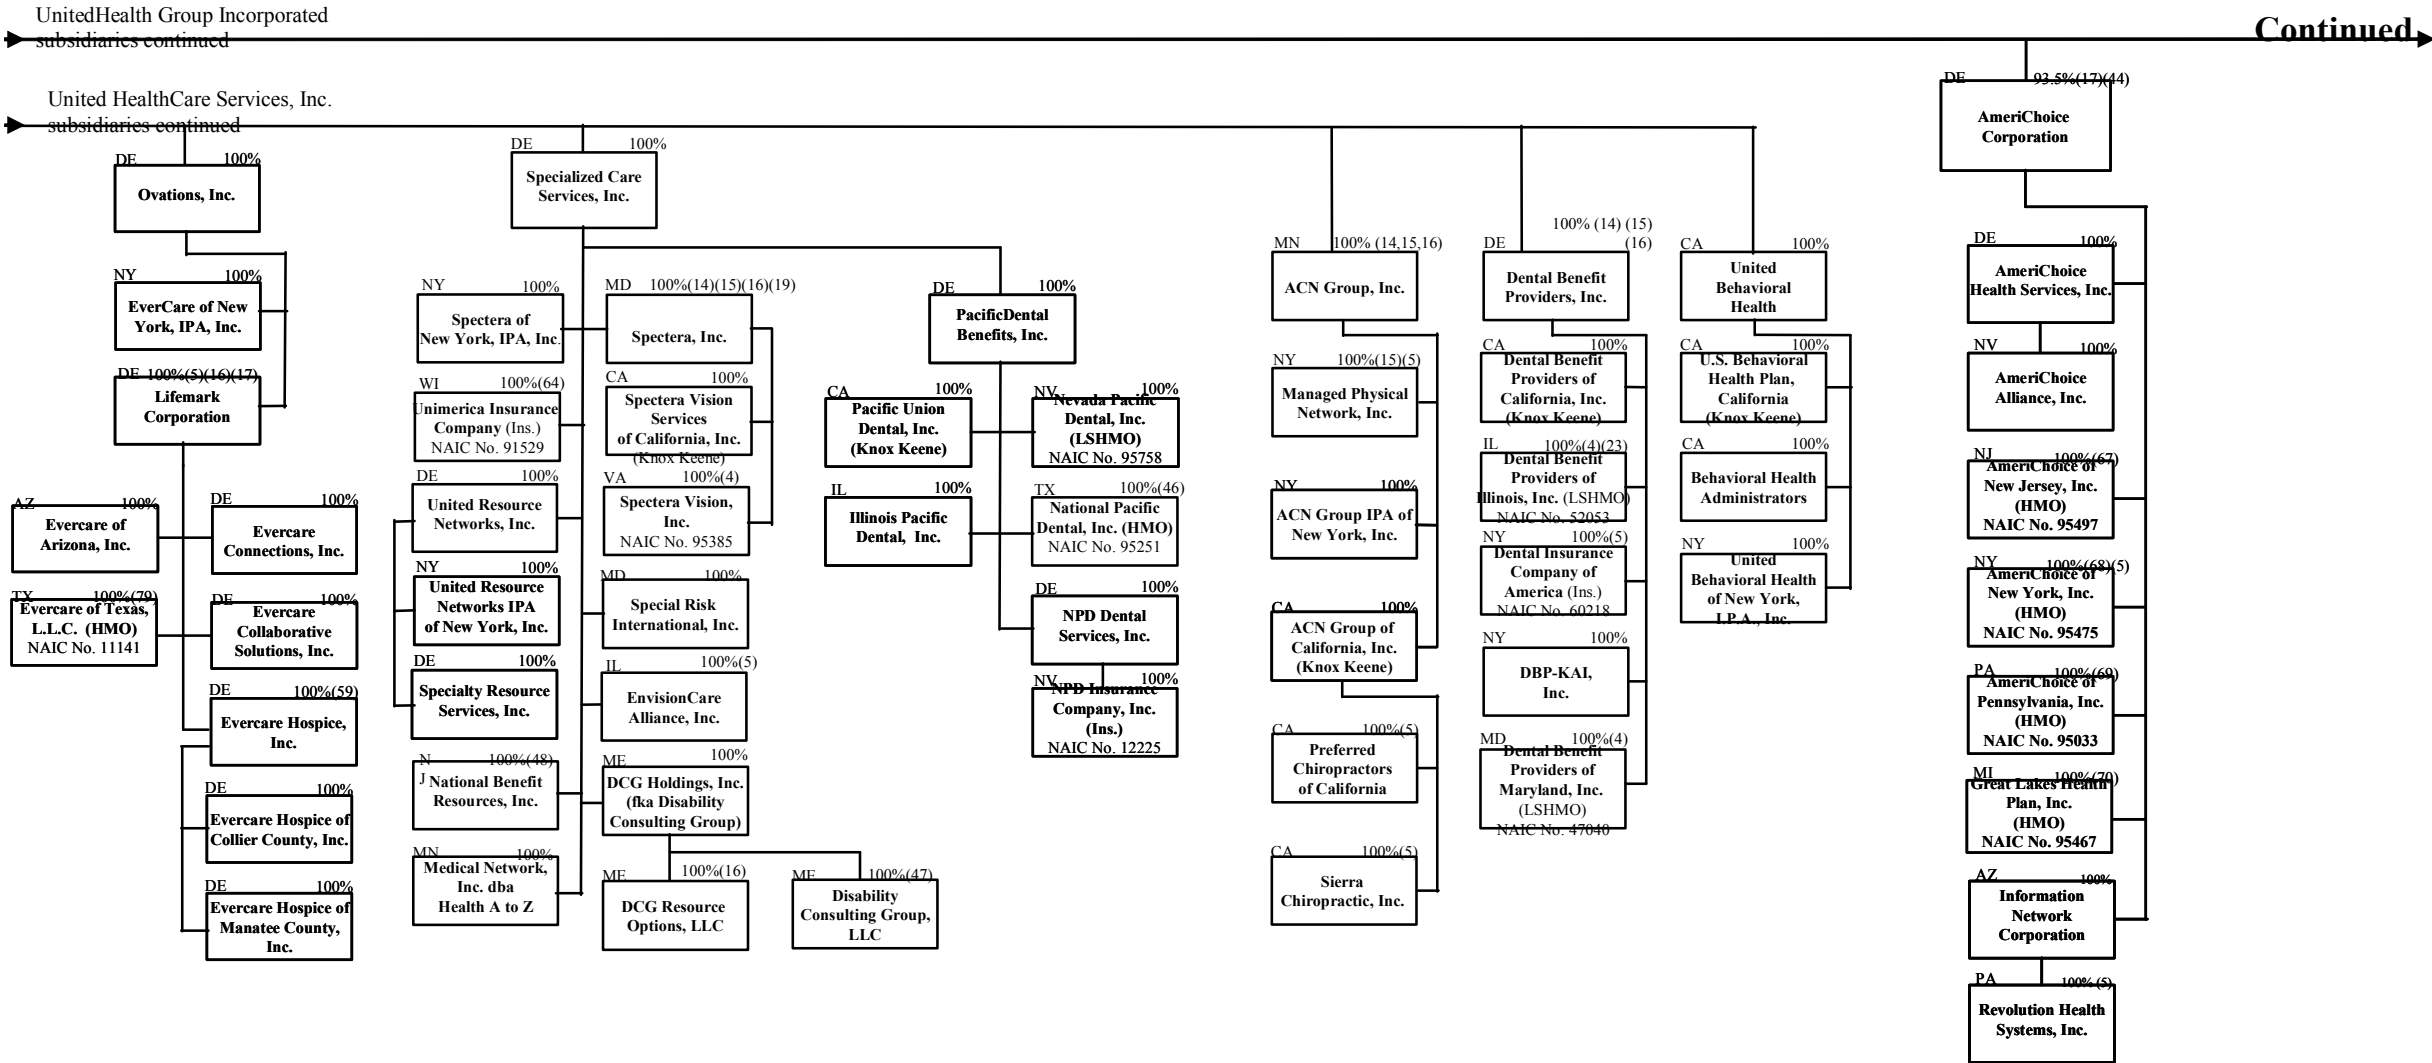 UnitedHealth Group Incorporated
subsidiaries continued
Continued
United HealthCare Services, Inc.
subsidiaries continued
DE 100%
Ovations, Inc.
NY 100%
EverCare of New
York, IPA, Inc.
DE 100%(5)(16)(17)
Lifemark
Corporation
AZ 100%
Evercare of
Arizona, Inc.
DE 100%
Evercare
Connections, Inc.
TX 100%(79)
Evercare of Texas,
L.L.C. (HMO)
NAIC No. 11141
DE 100%
Evercare
Collaborative
Solutions, Inc.
DE 100%(59)
Evercare Hospice,
Inc.
DE 100%
Evercare Hospice of
Collier County, Inc.
DE 100%
Evercare Hospice of
Manatee County,
Inc.
DE 100%
Specialized Care
Services, Inc.
NY 100%
Spectera of
New York, IPA, Inc.
MD 100%(14)(15)(16)(19)
Spectera, Inc.
WI 100%(64)
Unimerica Insurance
Company (Ins.)
NAIC No. 91529
CA 100%
Spectera Vision
Services
of California, Inc.
(Knox Keene)
DE 100%
United Resource
Networks, Inc.
VA 100%(4)
Spectera Vision,
Inc.
NAIC No. 95385
NY 100%
United Resource
Networks IPA
of New York, Inc.
MD 100%
Special Risk
International, Inc.
DE 100%
Specialty Resource
Services, Inc.
IL 100%(5)
EnvisionCare
Alliance, Inc.
N
J 100%(48)
National Benefit
Resources, Inc.
ME 100%
DCG Holdings, Inc.
(fka Disability
Consulting Group)
MN 100%
Medical Network,
Inc. dba
Health A to Z
ME 100%(16)
DCG Resource
Options, LLC
ME 100%(47)
Disability
Consulting Group,
LLC
DE 100%
PacificDental
Benefits, Inc.
CA 100%
Pacific Union
Dental, Inc.
(Knox Keene)
NV 100%
Nevada Pacific
Dental, Inc.
(LSHMO)
NAIC No. 95758
IL 100%
Illinois Pacific
Dental, Inc.
TX 100%(46)
National Pacific
Dental, Inc. (HMO)
NAIC No. 95251
DE 100%
NPD Dental
Services, Inc.
NV 100%
NPD Insurance
Company, Inc.
(Ins.)
NAIC No. 12225
MN 100% (14,15,16)
ACN Group, Inc.
NY 100%(15)(5)
Managed Physical
Network, Inc.
NY 100%
ACN Group IPA of
New York, Inc.
CA 100%
ACN Group of
California, Inc.
(Knox Keene)
CA 100%(5)
Preferred
Chiropractors
of California
CA 100%(5)
Sierra
Chiropractic, Inc.
100% (14) (15)
DE (16)
Dental Benefit
Providers, Inc.
CA 100%
Dental Benefit
Providers of
California, Inc.
(Knox Keene)
IL 100%(4)(23)
Dental Benefit
Providers of
Illinois, Inc. (LSHMO)
NAIC No. 52053
NY 100%(5)
Dental Insurance
Company of
America (Ins.)
NAIC No. 60218
NY 100%
DBP-KAI,
Inc.
MD 100%(4)
Dental Benefit
Providers of
Maryland, Inc.
(LSHMO)
NAIC No. 47040
CA 100%
United
Behavioral
Health
CA 100%
U.S. Behavioral
Health Plan,
California
(Knox Keene)
CA 100%
Behavioral Health
Administrators
NY 100%
United
Behavioral Health
of New York,
I.P.A., Inc.
DE 93.5%(17)(44)
AmeriChoice
Corporation
DE 100%
AmeriChoice
Health Services, Inc.
NV 100%
AmeriChoice
Alliance, Inc.
NJ 100%(67)
AmeriChoice of
New Jersey, Inc.
(HMO)
NAIC No. 95497
NY 100%(68)(5)
AmeriChoice of
New York, Inc.
(HMO)
NAIC No. 95475
PA 100%(69)
AmeriChoice of
Pennsylvania, Inc.
(HMO)
NAIC No. 95033
MI 100%(70)
Great Lakes Health
Plan, Inc.
(HMO)
NAIC No. 95467
AZ 100%
Information
Network
Corporation
PA 100%(5)
Revolution Health
Systems, Inc.